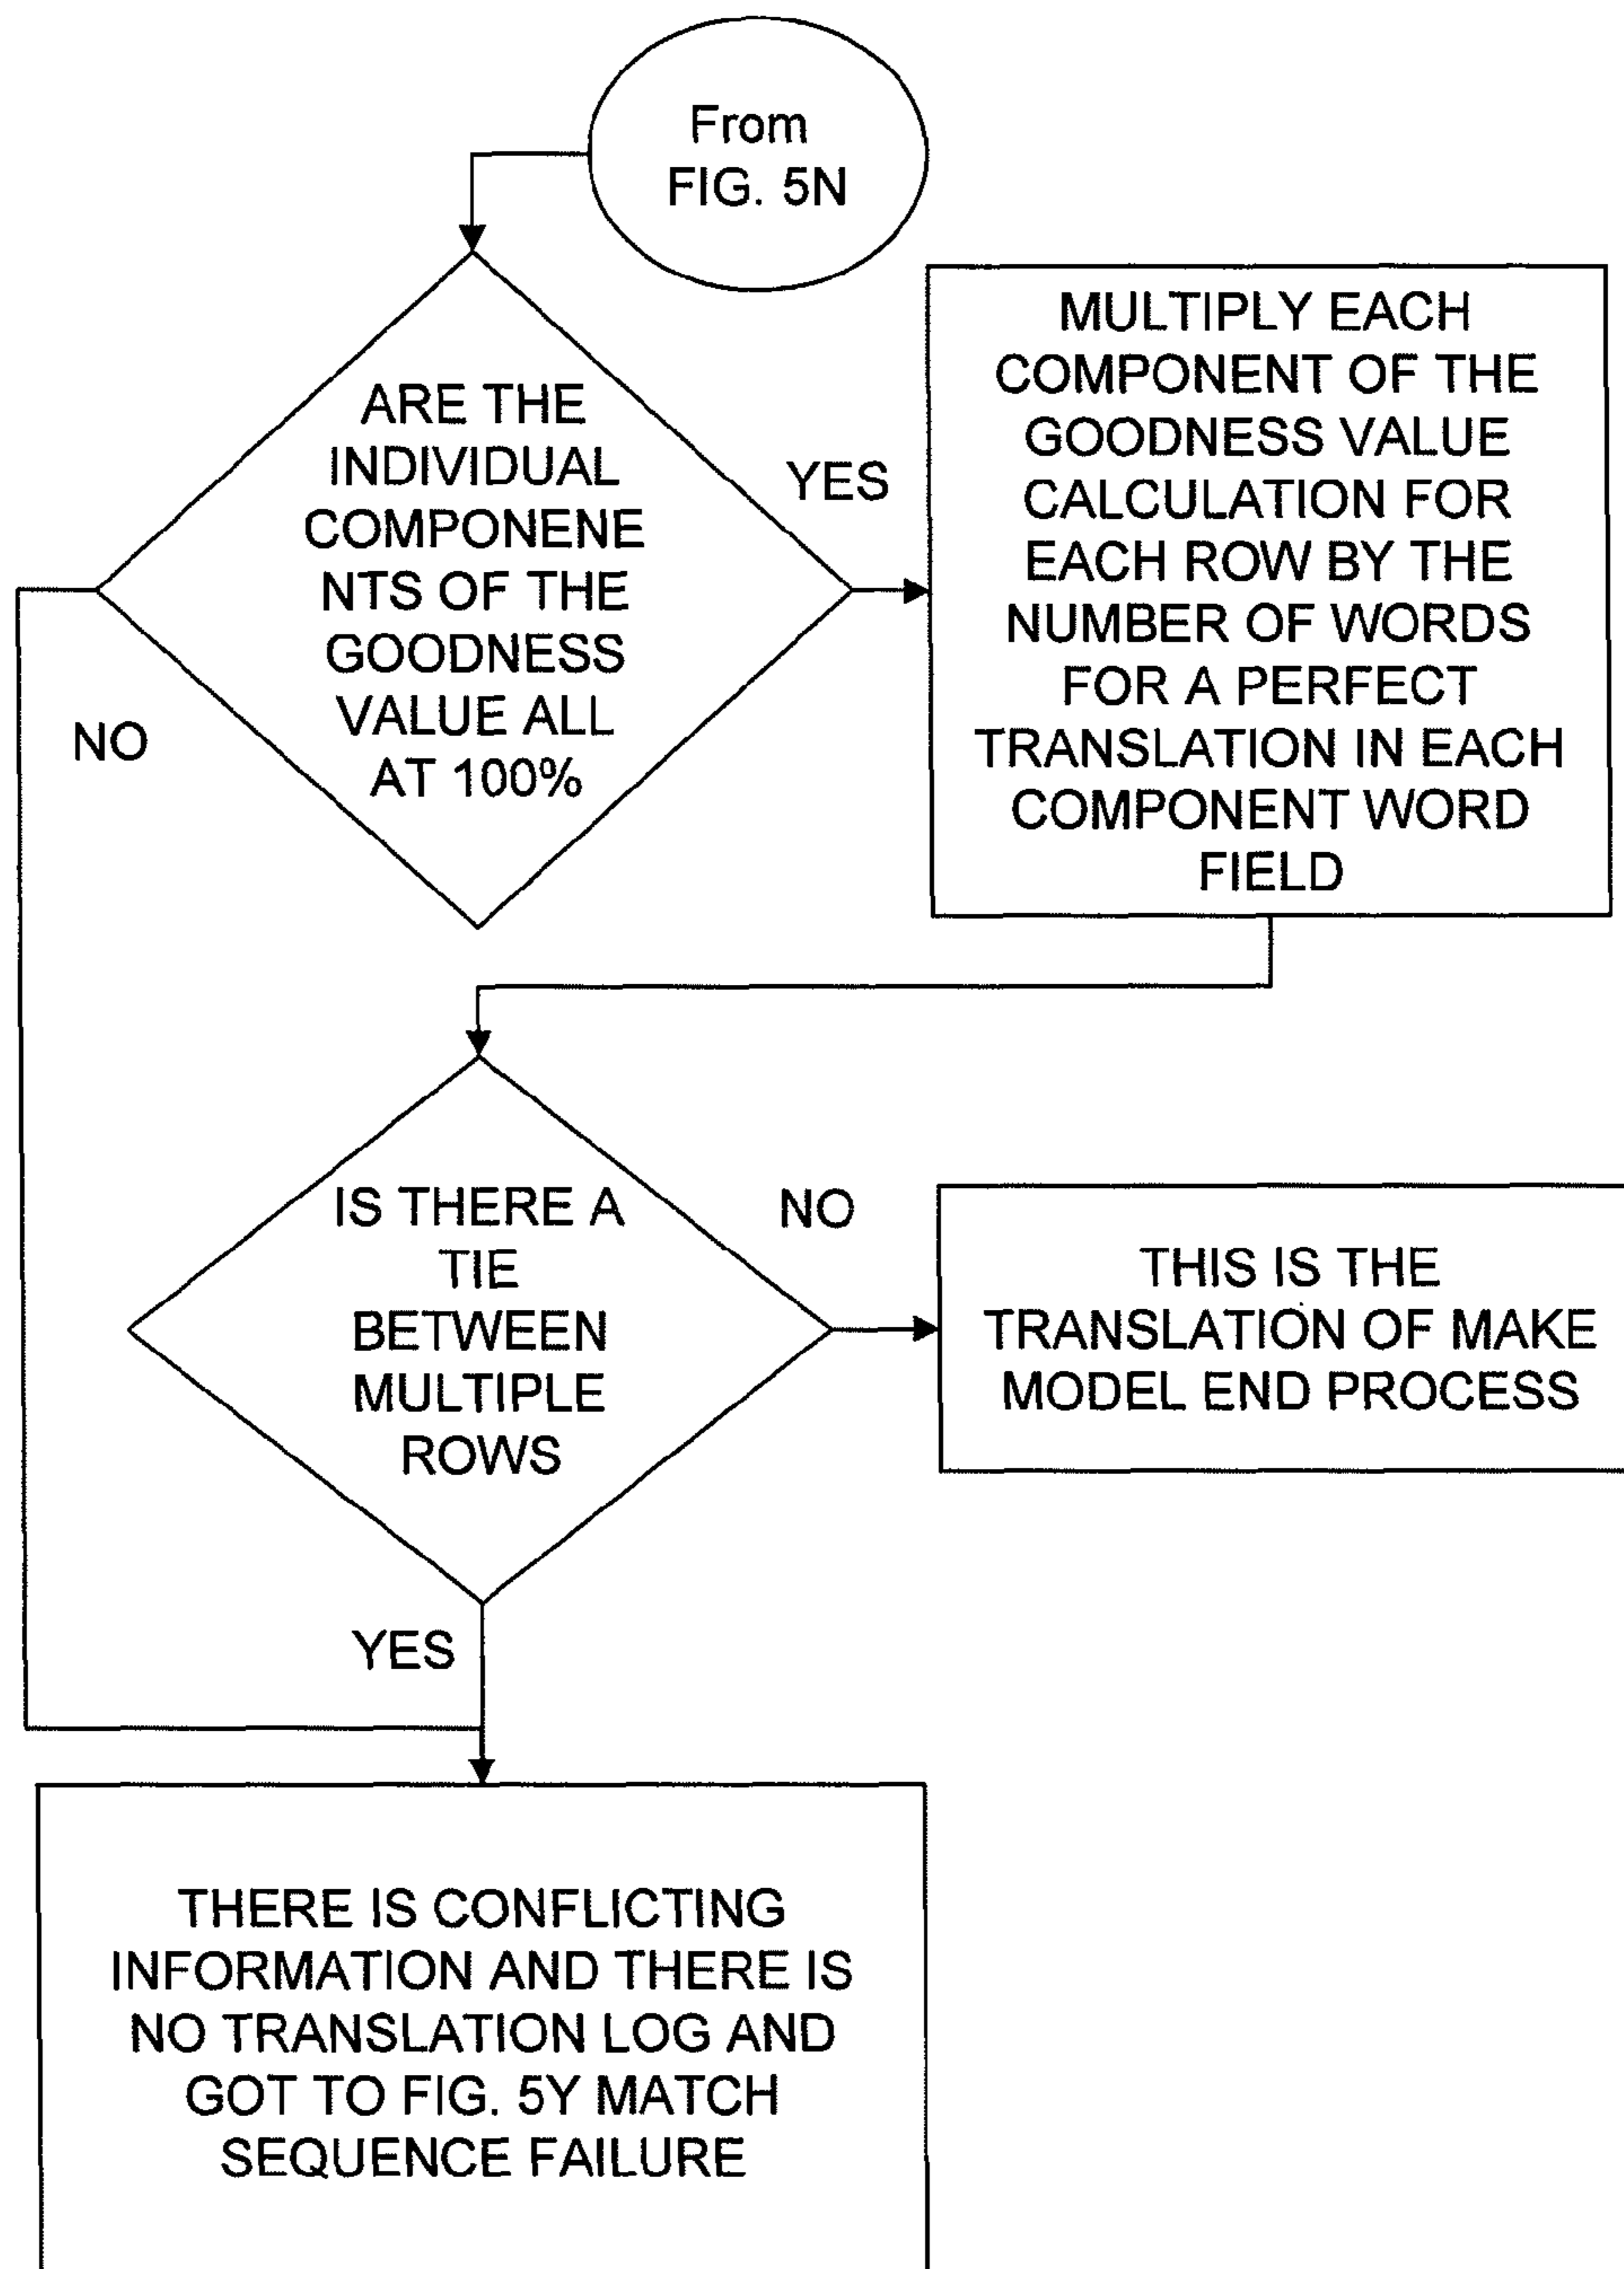 From
FIG. 5N
ARE THE
INDIVIDUAL
COMPONENE
NTS OF THE
GOODNESS
VALUE ALL
AT 100%
YES
NO
MULTIPLY EACH
COMPONENT OF THE
GOODNESS VALUE
CALCULATION FOR
EACH ROW BY THE
NUMBER OF WORDS
FOR A PERFECT
TRANSLATION IN EACH
COMPONENT WORD
FIELD
IS THERE A
TIE
BETWEEN
MULTIPLE
ROWS
NO
THIS IS THE
TRANSLATION OF MAKE
MODEL END PROCESS
YES
THERE IS CONFLICTING
INFORMATION AND THERE IS
NO TRANSLATION LOG AND
GOT TO FIG. 5Y MATCH
SEQUENCE FAILURE